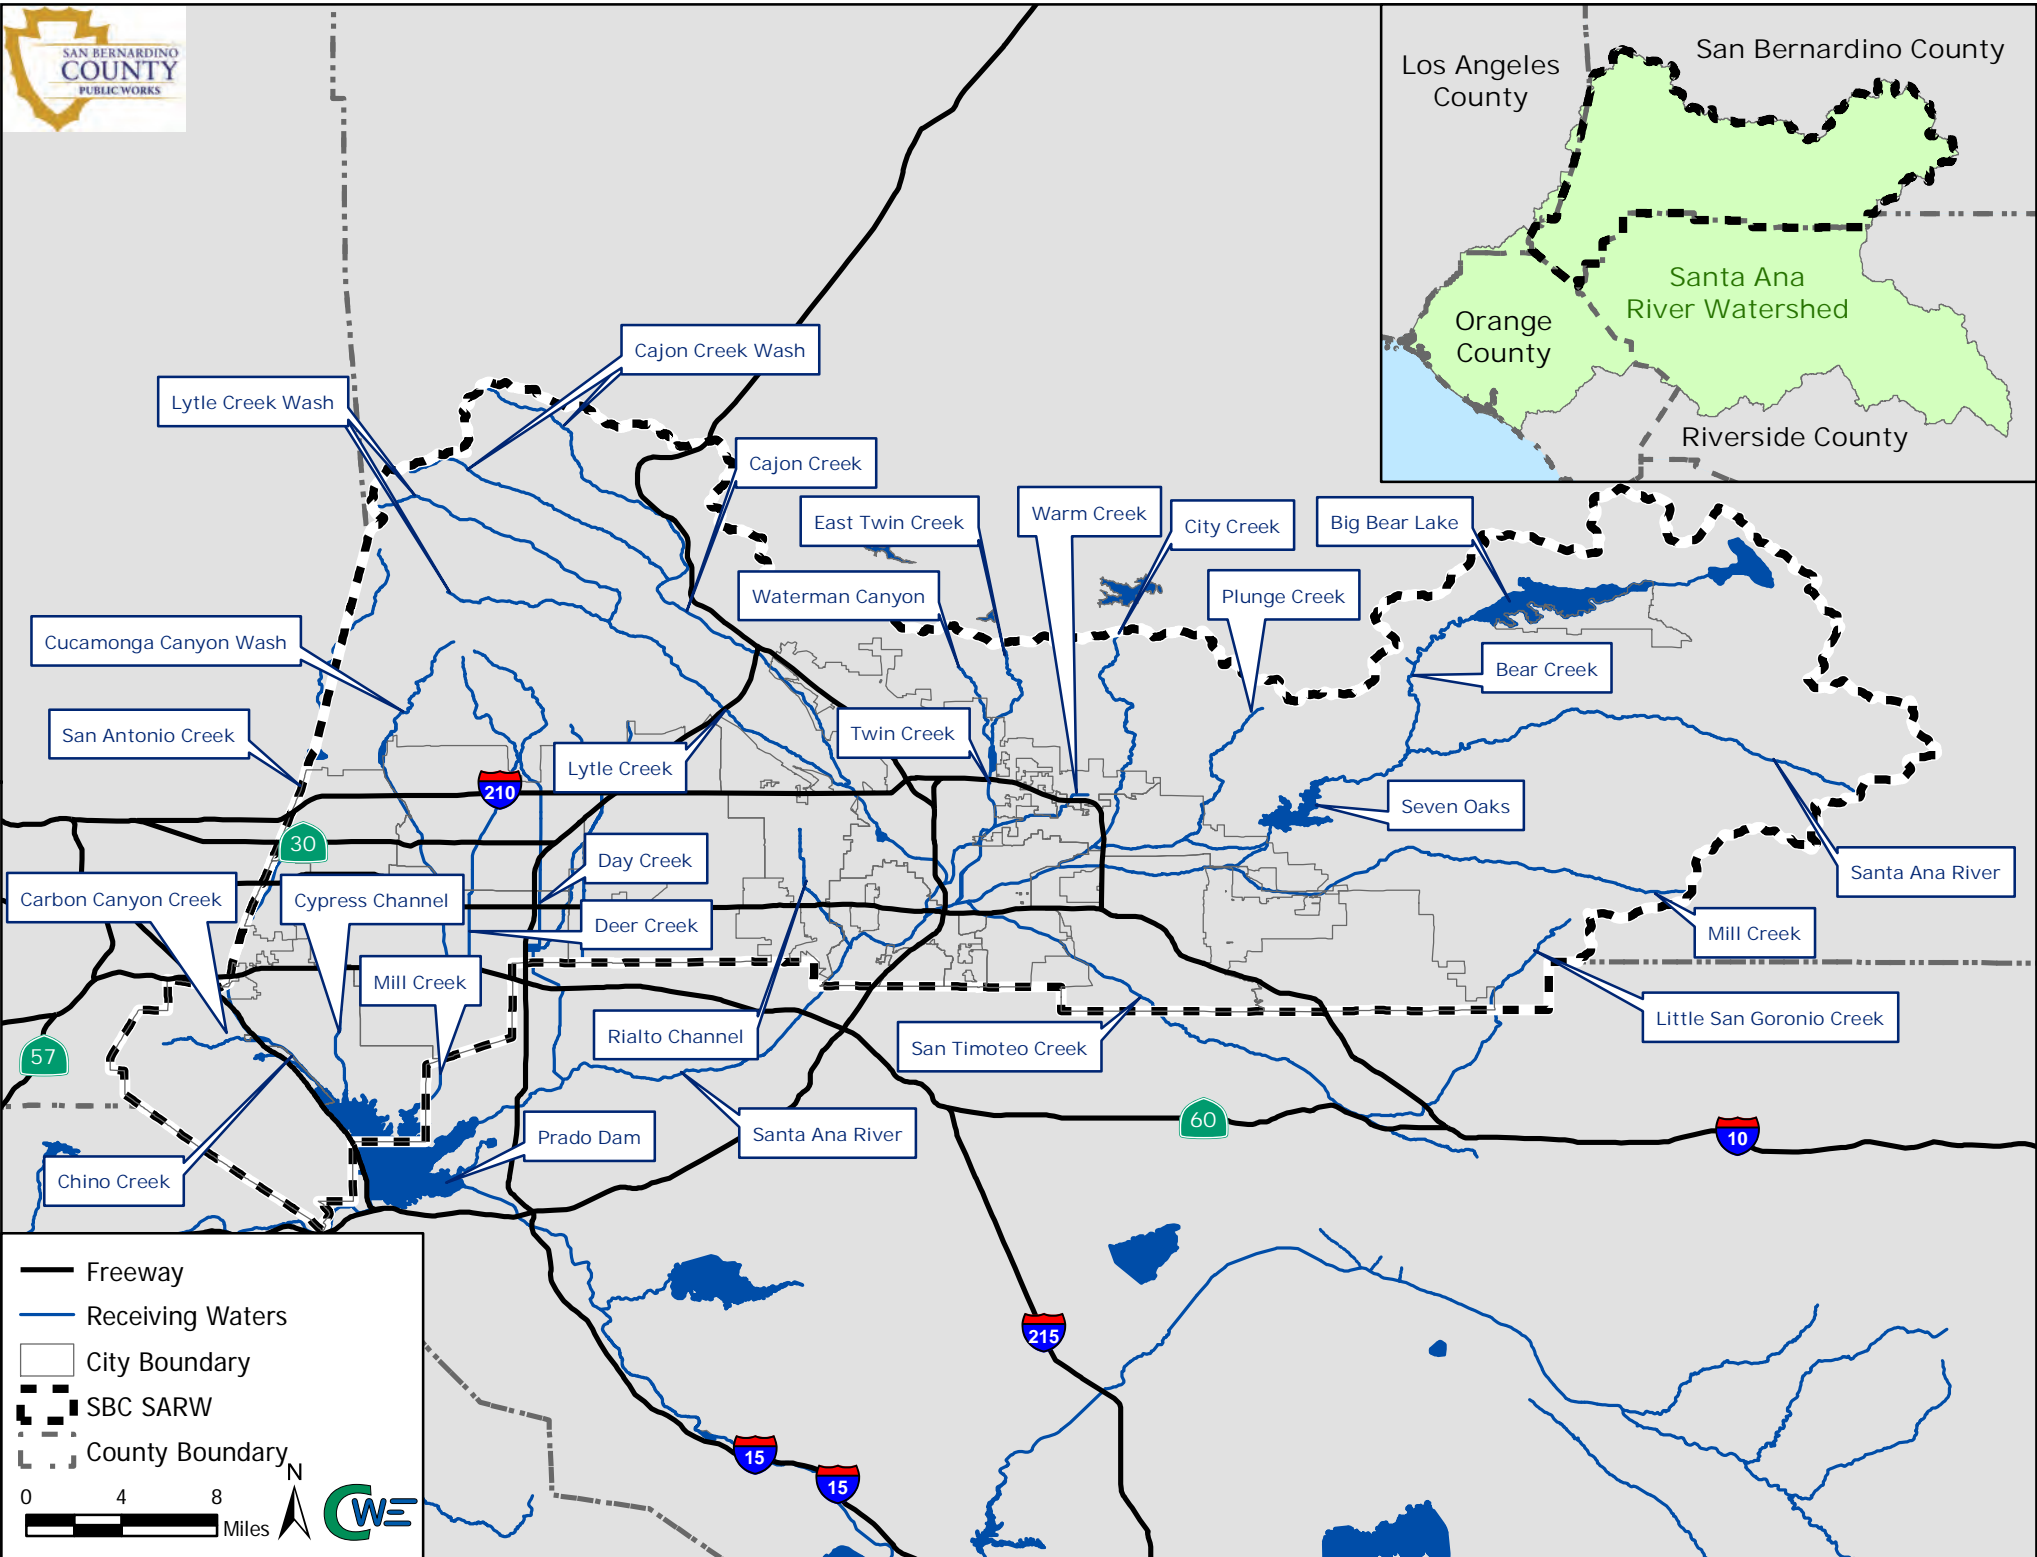 SAN BERNARDINO
COUNTY
PUBLIC WORKS
Los Angeles
County
San Bernardino County
Santa Ana
River Watershed
Orange
County
Riverside County
Cajon Creek Wash
Lytle Creek Wash
Cajon Creek
East Twin Creek
Warm Creek
City Creek
Big Bear Lake
Waterman Canyon
Plunge Creek
Cucamonga Canyon Wash
Bear Creek
San Antonio Creek
Twin Creek
Lytle Creek
210
Seven Oaks
30
Day Creek
Santa Ana River
Carbon Canyon Creek
Cypress Channel
Deer Creek
Mill Creek
Mill Creek
Rialto Channel
San Timoteo Creek
Little San Goronio Creek
57
60
10
Prado Dam
Santa Ana River
Chino Creek
215
15
15
Freeway
Receiving Waters
City Boundary
SBC SARW
County Boundary
N
0 4 8
Miles
CWE